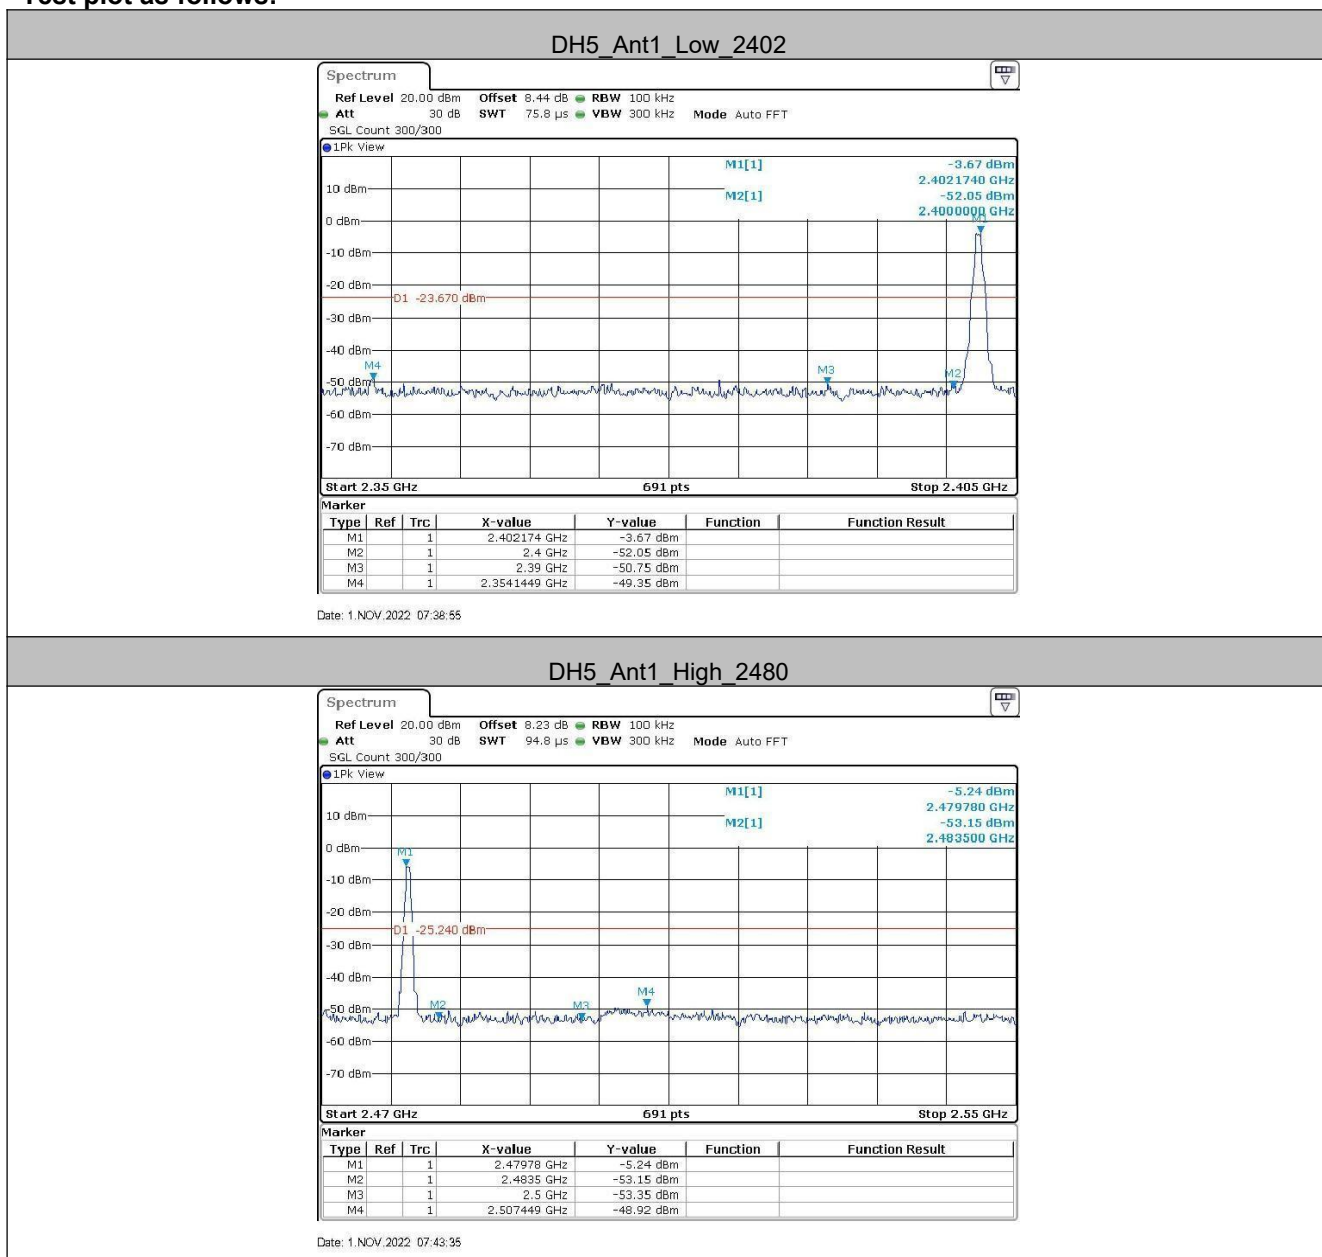 Test plot as follows:
DH5_Ant1_Low_2402
Spectrum
Ref Level 20.00 dBm Offset 8.44 dB RBW 100 kHz
Att 30 dB SWT 75.8 µs VBW 300 kHz Mode Auto FFT
SGL Count 300/300
1Pk View
M1[1] -3.67 dBm
2.4021740 GHz
M2[1] -52.05 dBm
2.4000000 GHz
M1
10 dBm
0 dBm
-10 dBm
-20 dBm
D1 -23.670 dBm
-30 dBm
-40 dBm
M4
M3
M2
-50 dBm
-60 dBm
-70 dBm
Start 2.35 GHz 691 pts Stop 2.405 GHz
Marker
Type Ref Trc X-value Y-value Function Function Result
M1 1 2.402174 GHz -3.67 dBm
M2 1 2.4 GHz -52.05 dBm
M3 1 2.39 GHz -50.75 dBm
M4 1 2.3541449 GHz -49.35 dBm
Date: 1.NOV.2022 07:38:55
DH5_Ant1_High_2480
Spectrum
Ref Level 20.00 dBm Offset 8.23 dB RBW 100 kHz
Att 30 dB SWT 94.8 µs VBW 300 kHz Mode Auto FFT
SGL Count 300/300
1Pk View
M1[1] -5.24 dBm
2.479780 GHz
M2[1] -53.15 dBm
2.483500 GHz
10 dBm
0 dBm
M1
-10 dBm
-20 dBm
D1 -25.240 dBm
-30 dBm
-40 dBm
M4
M2
M3
-50 dBm
-60 dBm
-70 dBm
Start 2.47 GHz 691 pts Stop 2.55 GHz
Marker
Type Ref Trc X-value Y-value Function Function Result
M1 1 2.47978 GHz -5.24 dBm
M2 1 2.4835 GHz -53.15 dBm
M3 1 2.5 GHz -53.35 dBm
M4 1 2.507449 GHz -48.92 dBm
Date: 1.NOV.2022 07:43:35